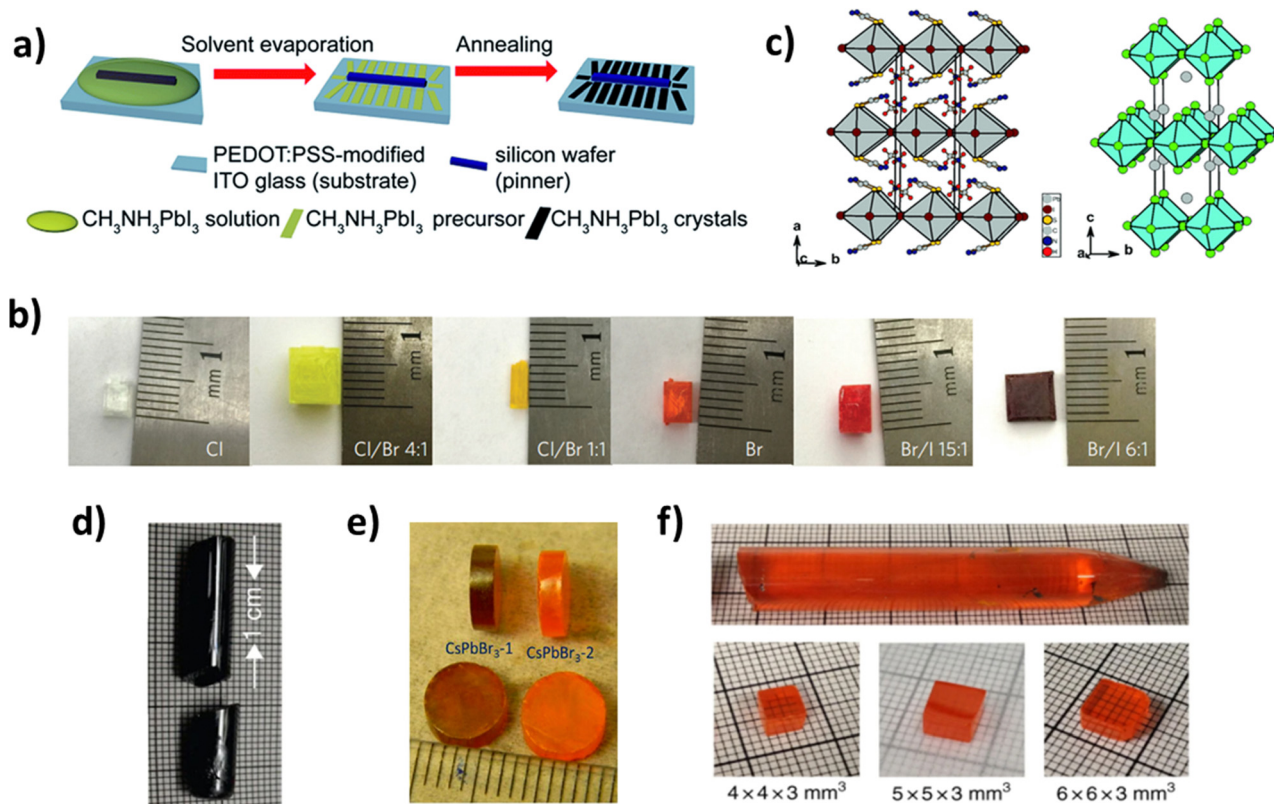 a)
Solvent evaporation
Annealing
PEDOT:PSS-modified
ITO glass (substrate)
silicon wafer
(pinner)
CH₃NH₃PbI₃ solution
CH₃NH₃PbI₃ precursor
CH₃NH₃PbI₃ crystals
c)
a
c
b
Pb
I
S
C
N
H
c
a
b
b)
mm 1
Cl
mm 1
Cl/Br 4:1
mm 1
Cl/Br 1:1
mm 1
Br
mm 1
Br/I 15:1
mm 1
Br/I 6:1
d)
1 cm
e)
CsPbBr₃-1
CsPbBr₃-2
f)
4×4×3 mm³
5×5×3 mm³
6×6×3 mm³